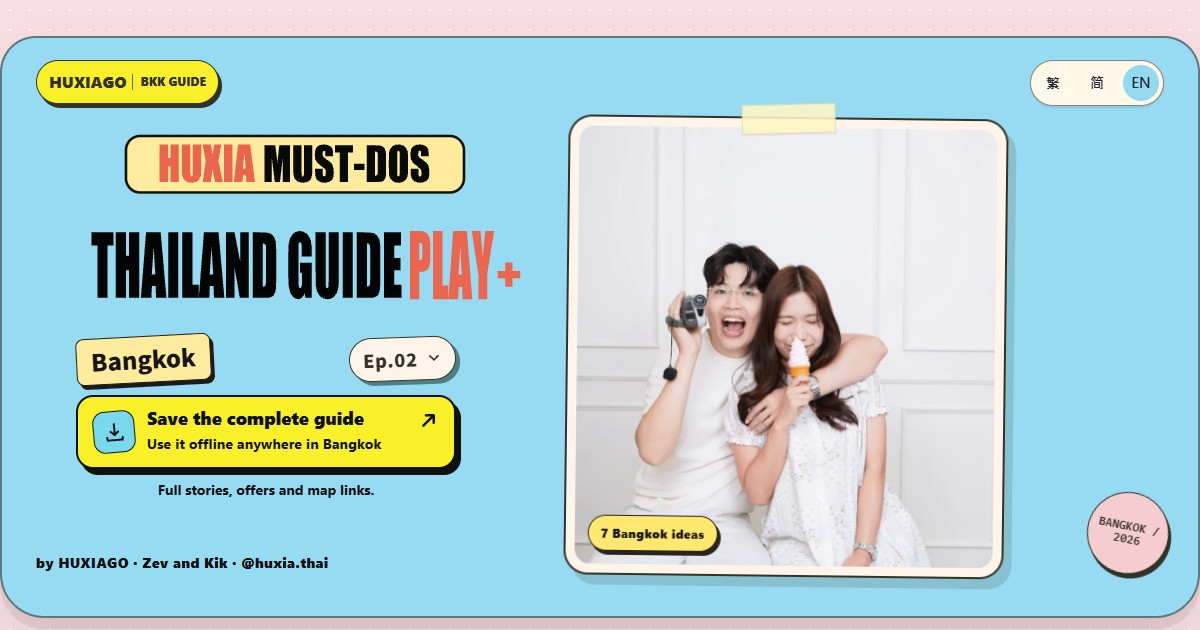 HUXIAGO | BKK GUIDE
繁 简 EN
HUXIA MUST-DOS
THAILAND GUIDE PLAY+
Bangkok
Ep.02
Save the complete guide
Use it offline anywhere in Bangkok
Full stories, offers and map links.
by HUXIAGO · Zev and Kik · @huxia.thai
7 Bangkok ideas
BANGKOK /
2026